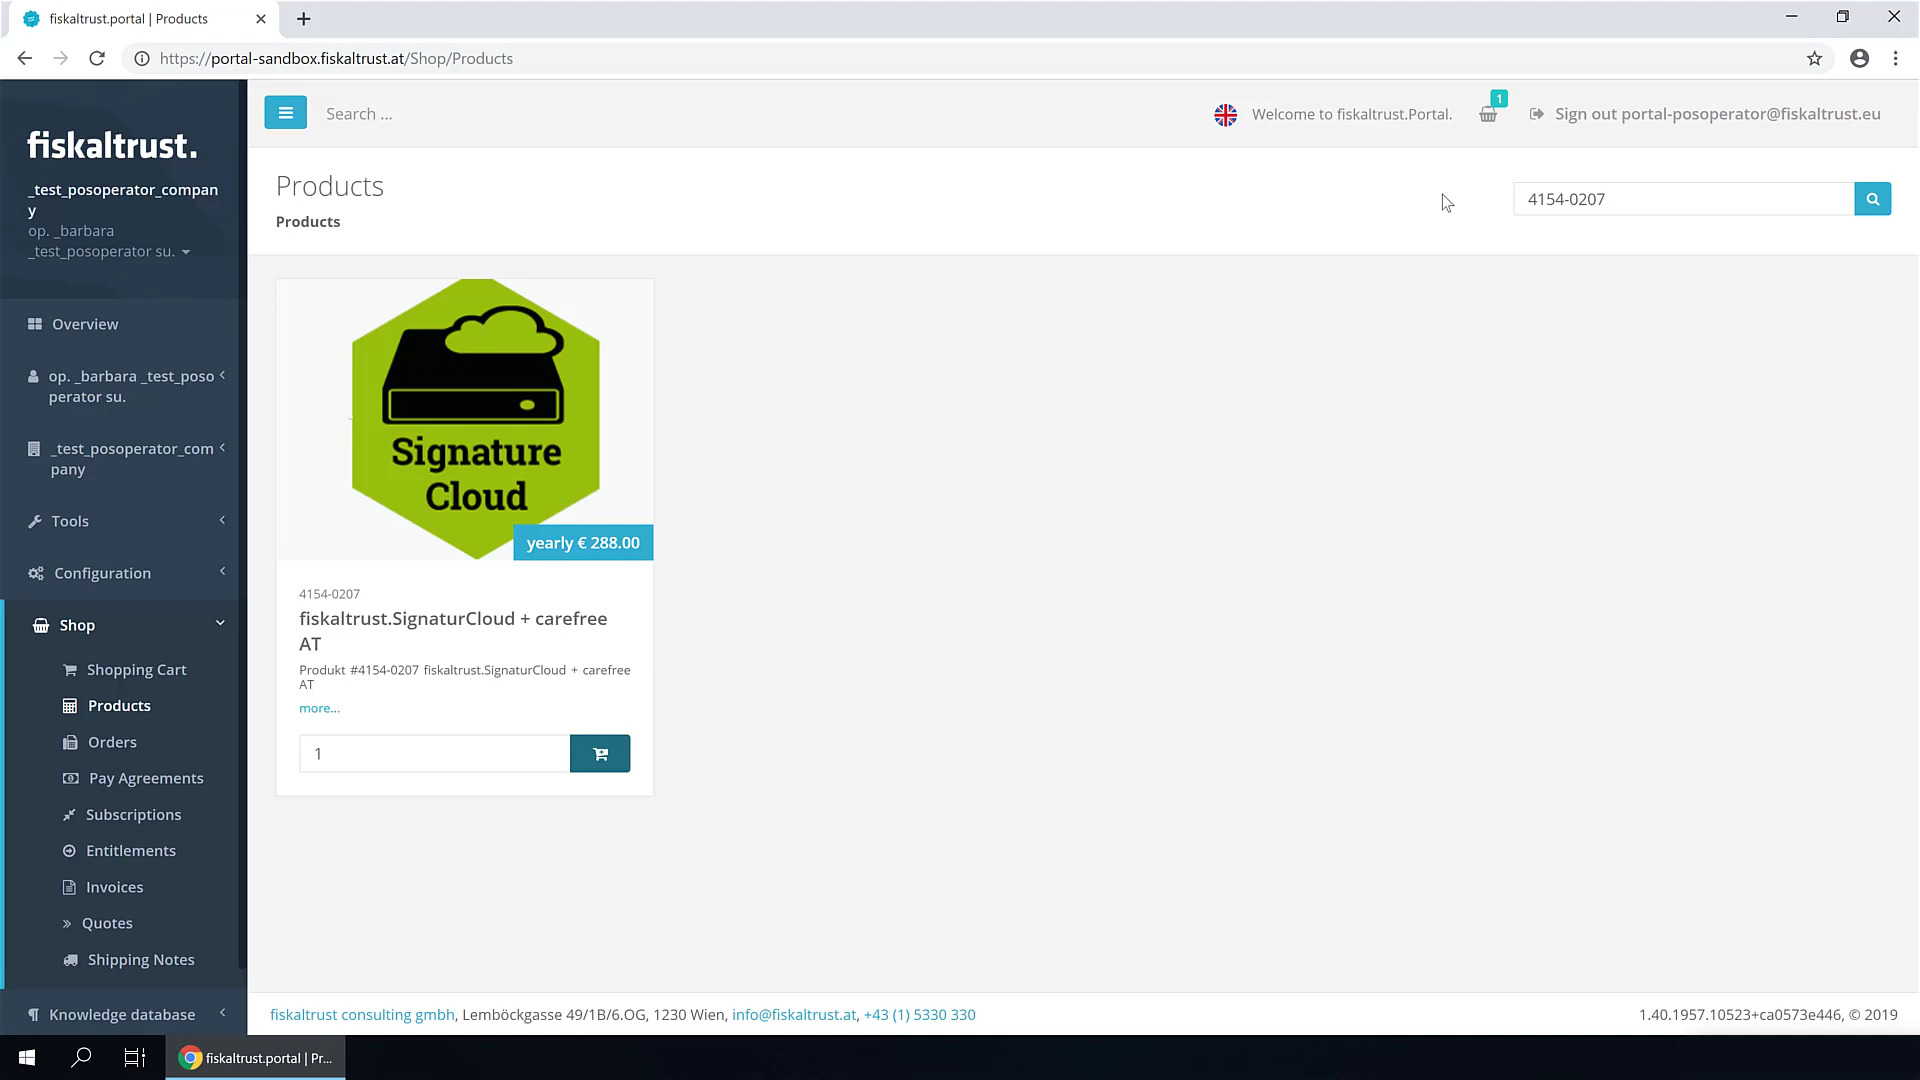 fiskaltrust.portal | Products
https://portal-sandbox.fiskaltrust.at/Shop/Products
fiskaltrust.
_test_posoperator_compan
y
op. _barbara
_test_posoperator su.
Search ...
Welcome to fiskaltrust.Portal.
1
Sign out portal-posoperator@fiskaltrust.eu
Products
Products
4154-0207
Overview
op. _barbara _test_poso
perator su.
_test_posoperator_com
pany
Tools
Configuration
Shop
Shopping Cart
Products
Orders
Pay Agreements
Subscriptions
Entitlements
Invoices
Quotes
Shipping Notes
Knowledge database
Signature
Cloud
yearly € 288.00
4154-0207
fiskaltrust.SignaturCloud + carefree
AT
Produkt #4154-0207 fiskaltrust.SignaturCloud + carefree
AT
more...
1
fiskaltrust consulting gmbh, Lemböckgasse 49/1B/6.OG, 1230 Wien, info@fiskaltrust.at, +43 (1) 5330 330
1.40.1957.10523+ca0573e446, © 2019
fiskaltrust.portal | Pr...